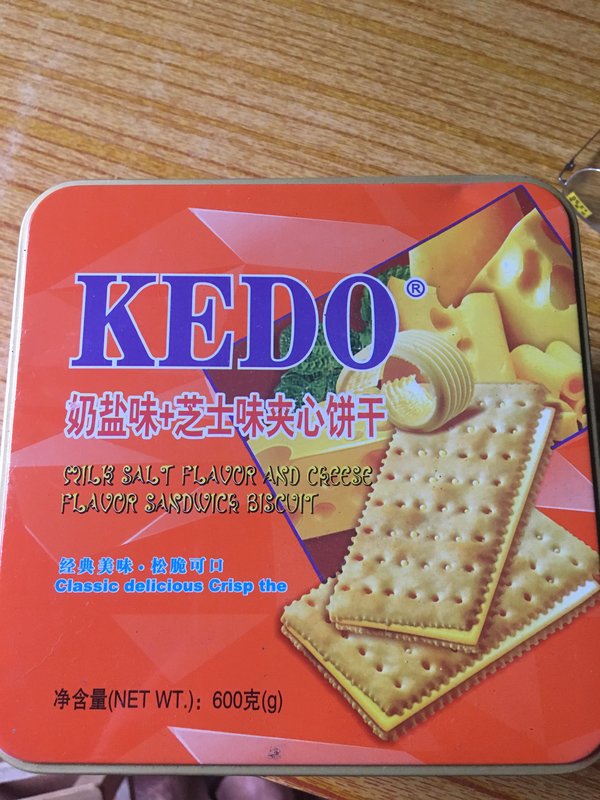 KEDO®
奶盐味+芝士味夹心饼干
MILK SALT FLAVOR AND CHEESE
FLAVOR SANDWICH BISCUIT
经典美味·松脆可口
Classic delicious Crisp the
净含量(NET WT.)：600克(g)